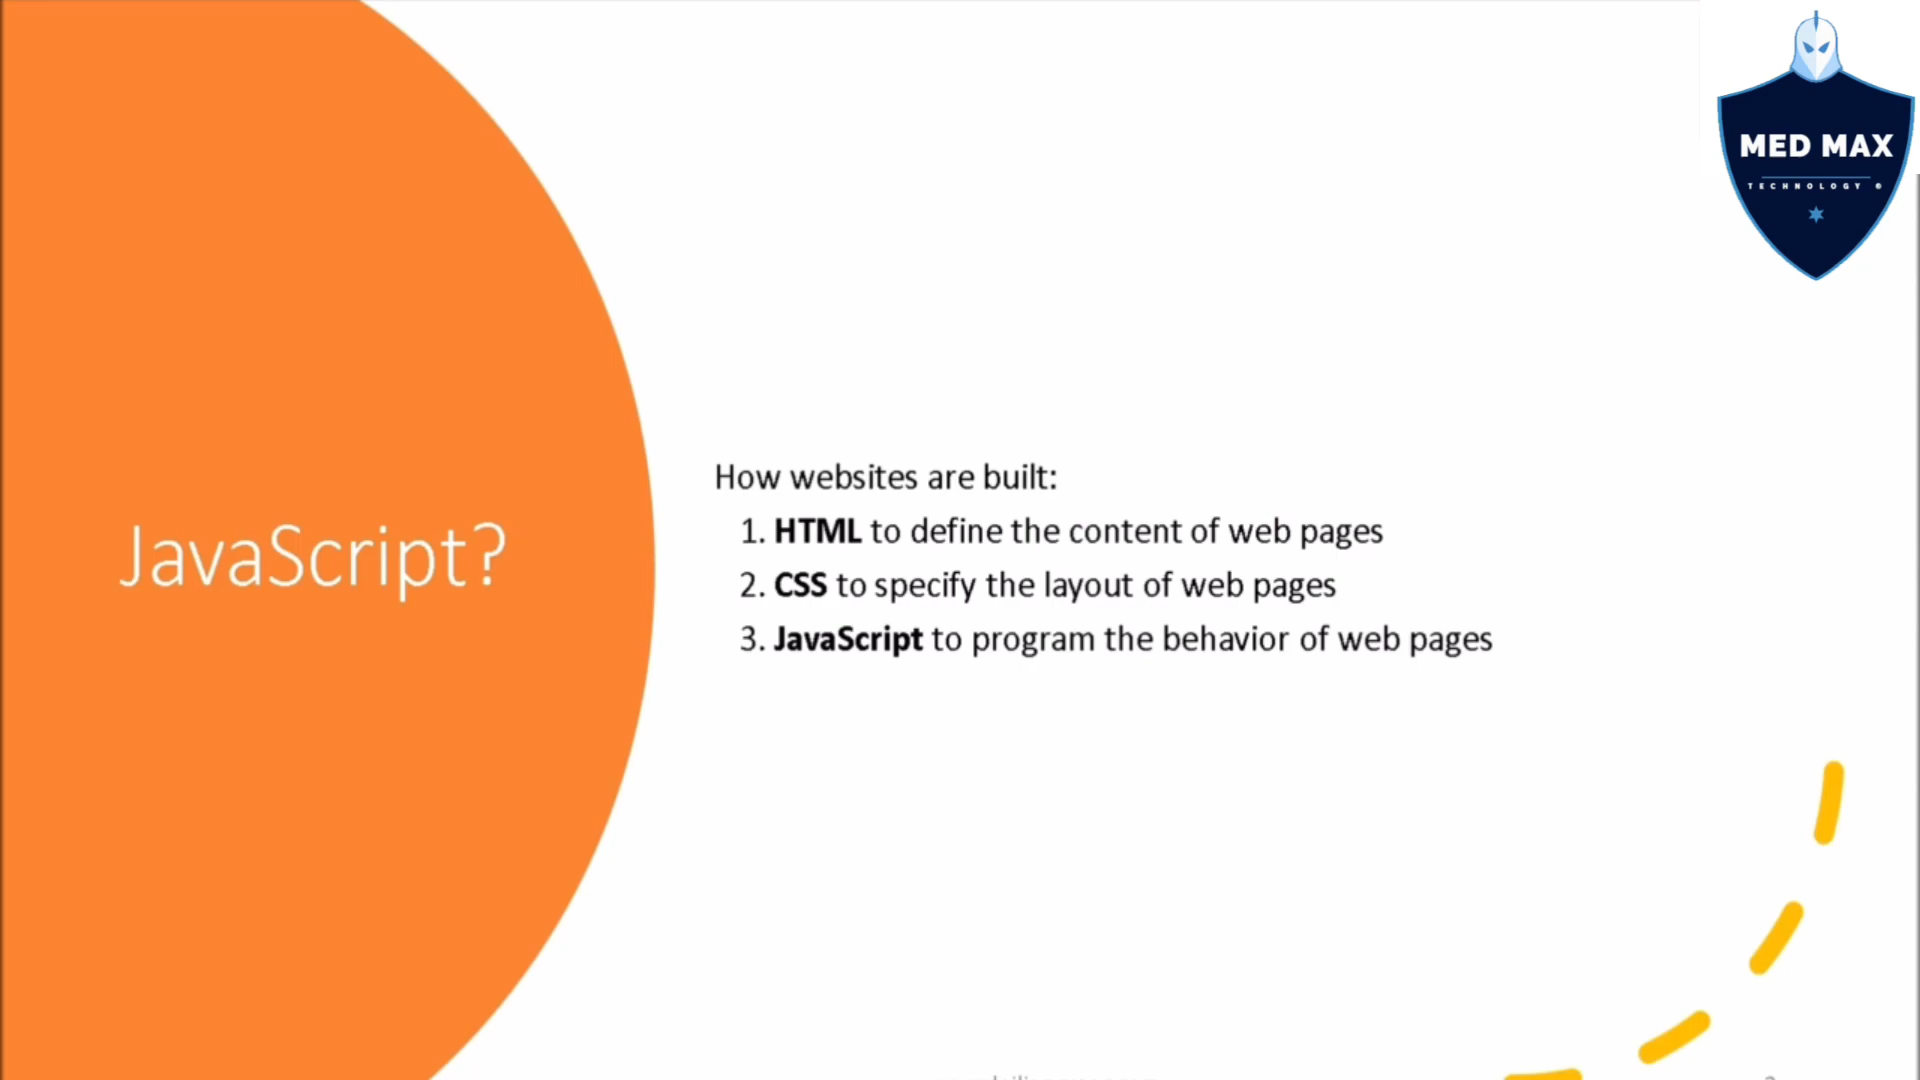 MED MAX
TECHNOLOGY ®
JavaScript?
How websites are built:
1. HTML to define the content of web pages
2. CSS to specify the layout of web pages
3. JavaScript to program the behavior of web pages